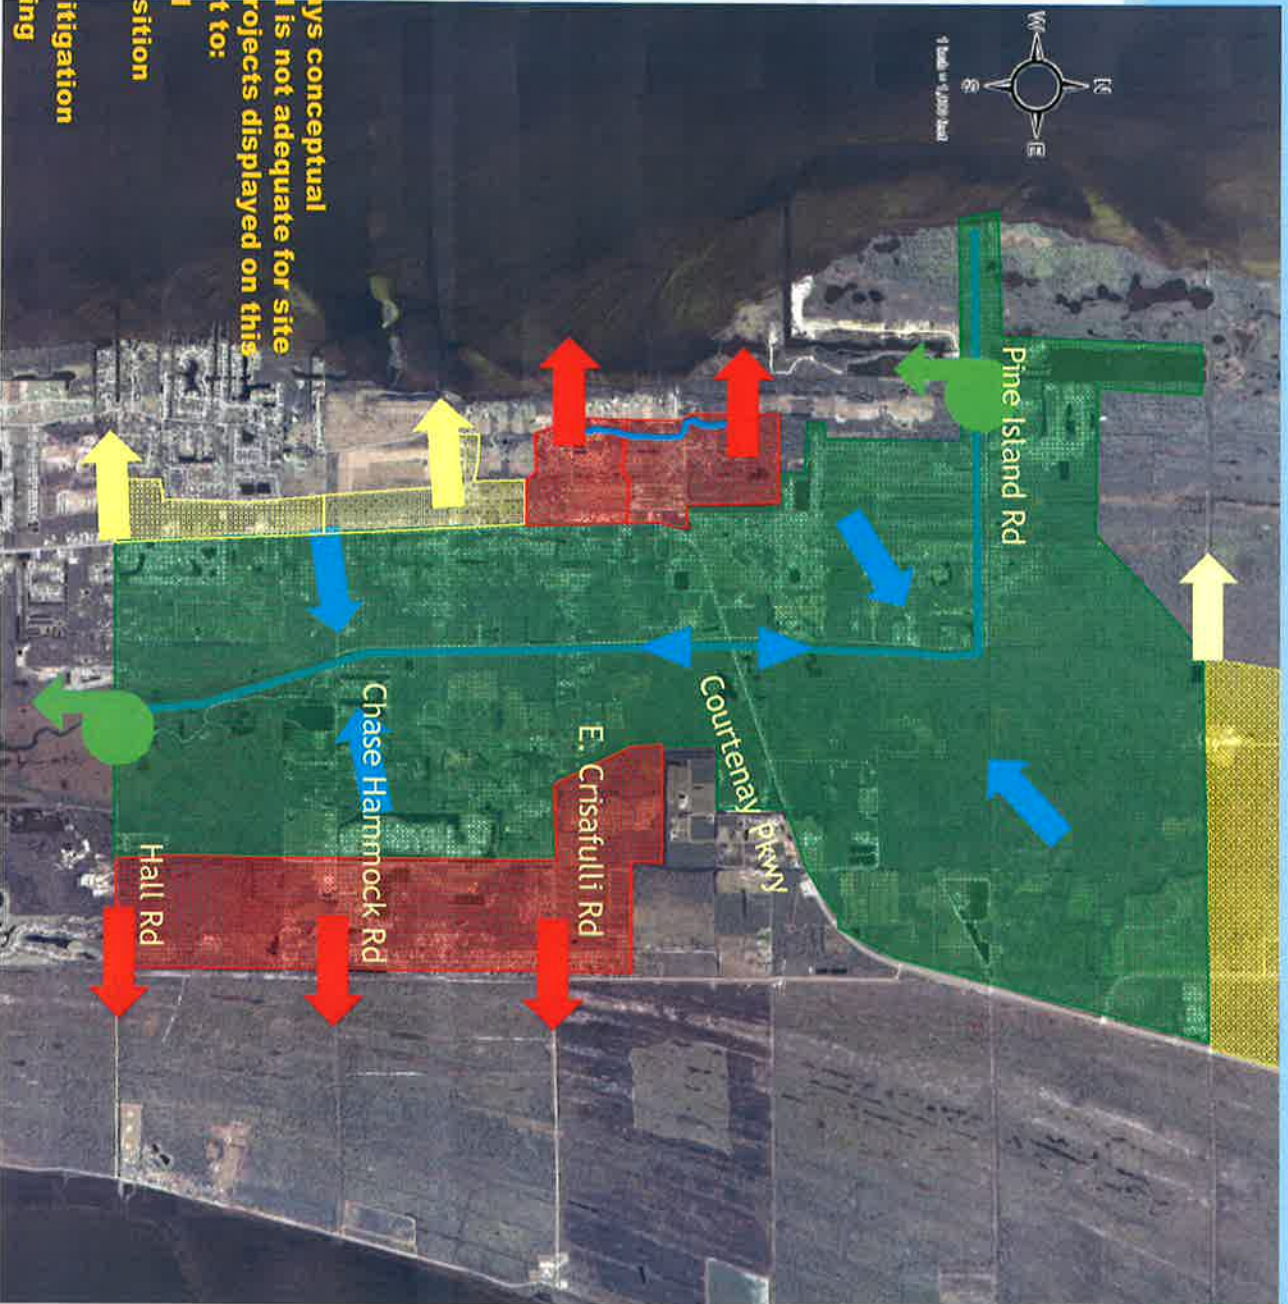 W
N
S
E
Pine Island Rd
Courtenay Pkwy
E. Crisafulli Rd
Chase Hammock Rd
Hall Rd
ys conceptual
is not adequate for site
rojects displayed on this
t to:
sition
itigation
ing